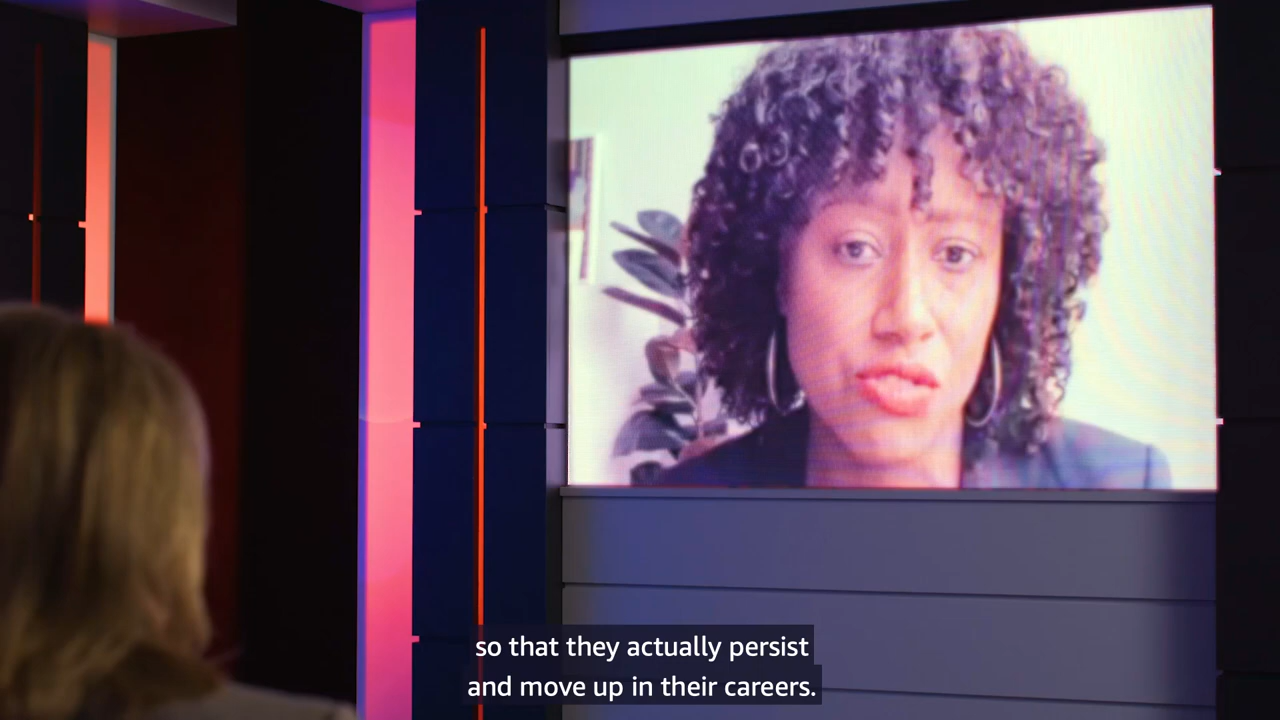 so that they actually persist
and move up in their careers.